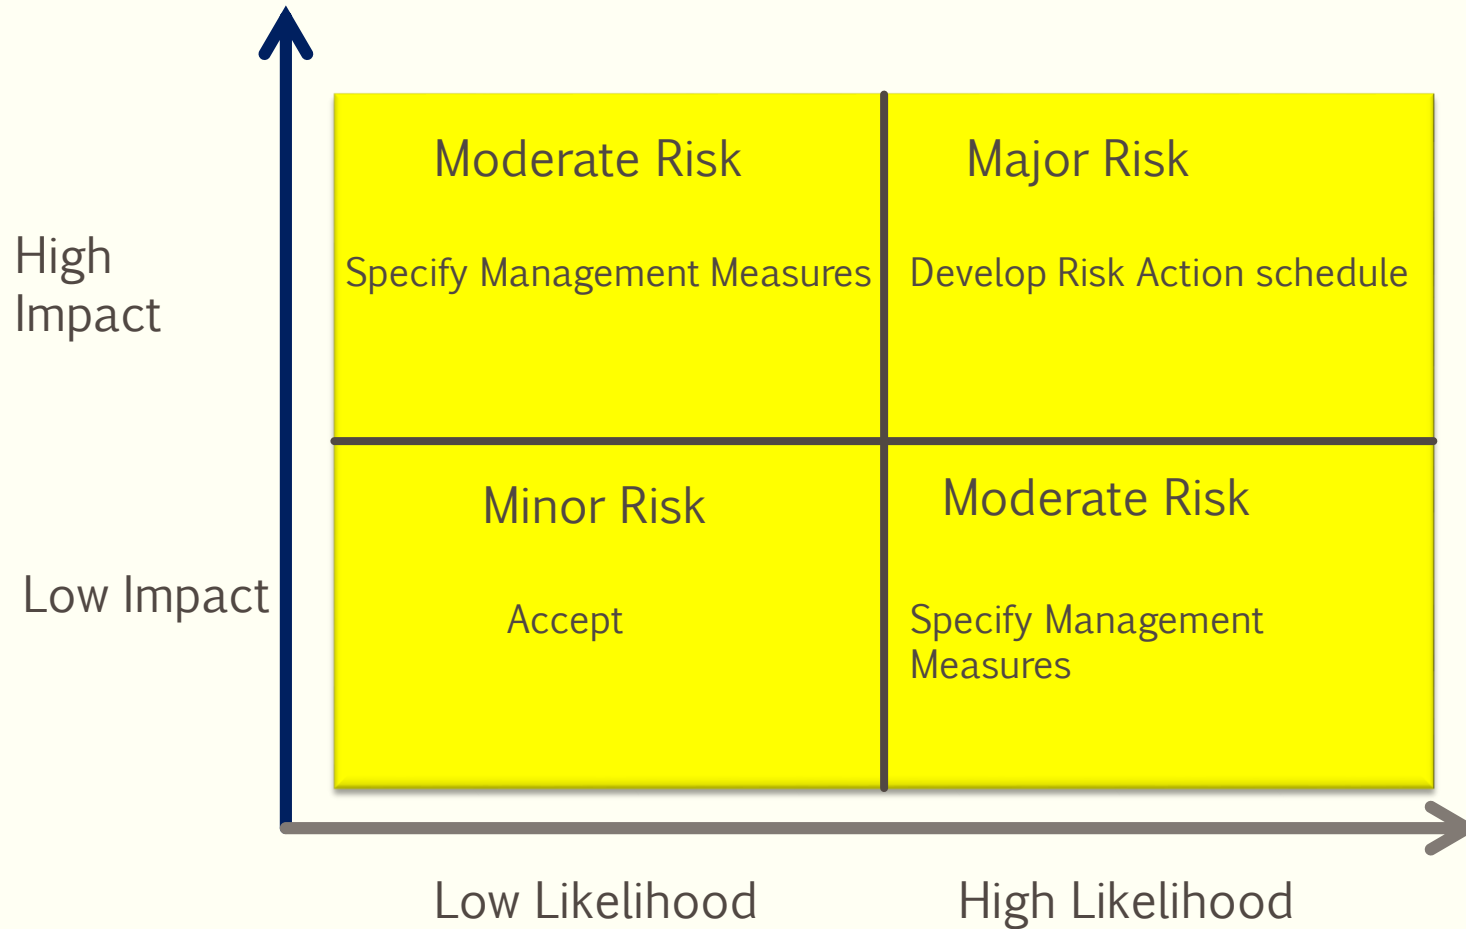 Moderate Risk
Major Risk
High
Impact
Specify Management Measures
Develop Risk Action schedule
Minor Risk
Moderate Risk
Low Impact
Accept
Specify Management
Measures
Low Likelihood
High Likelihood